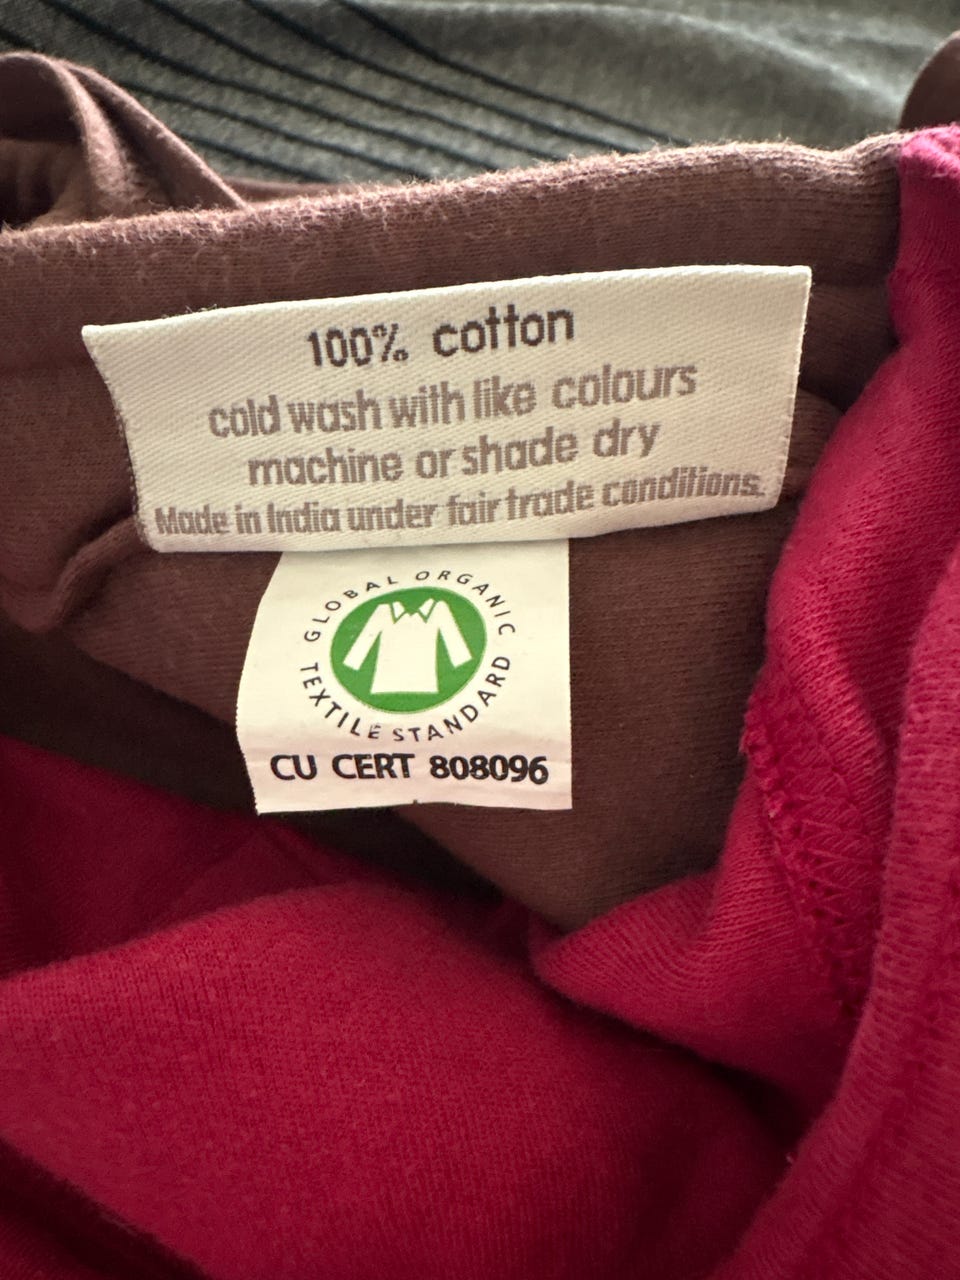 100% cotton
cold wash with like colours
machine or shade dry
Made in India under fair trade conditions.
GLOBAL ORGANIC
TEXTILE STANDARD
CU CERT 808096